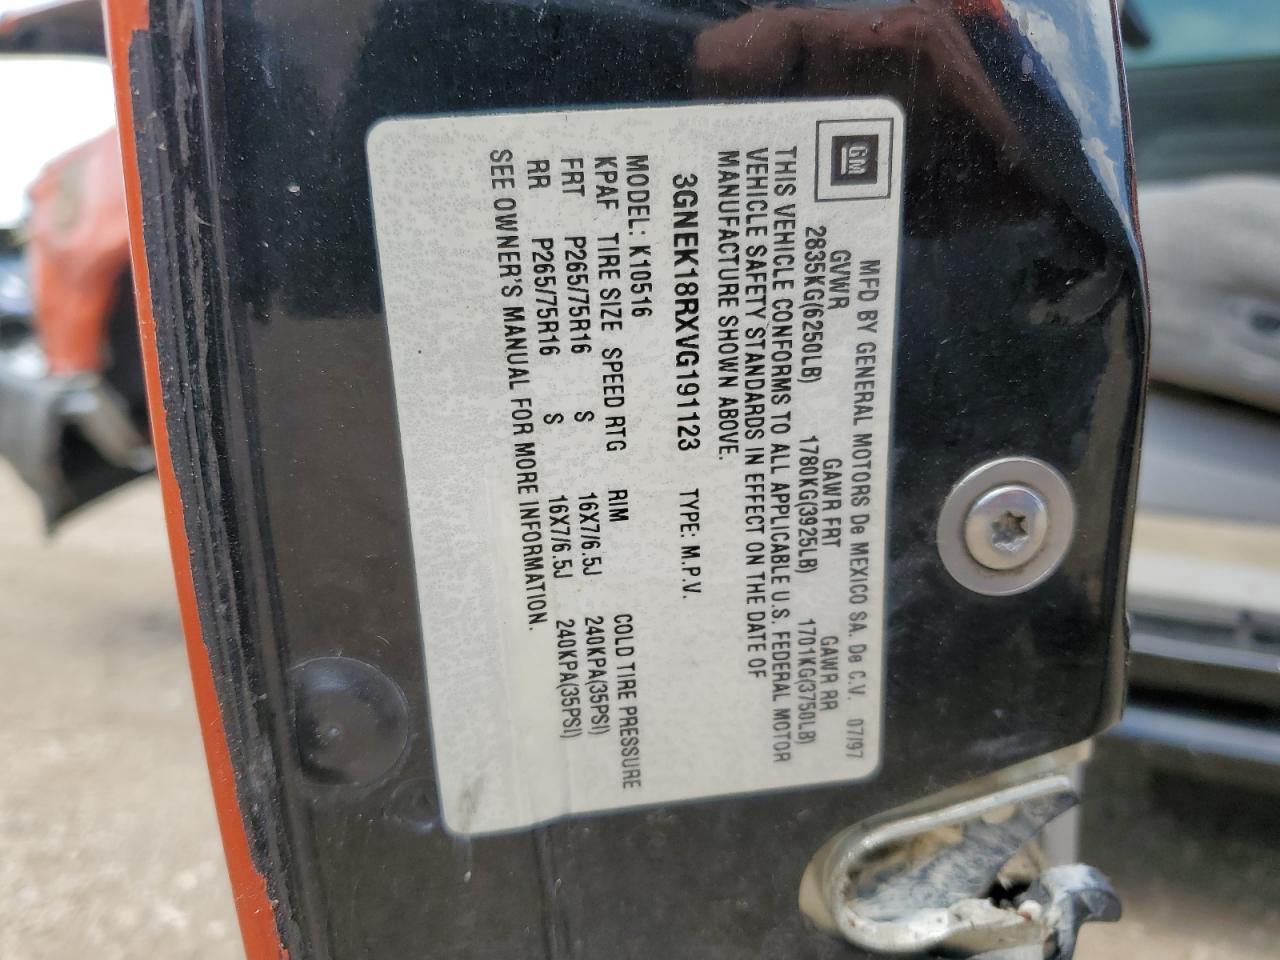 GM
MFD BY GENERAL MOTORS De MEXICO SA. De C.V. 07/97
GVWR GAWR FRT GAWR RR
2835KG(6250LB) 1780KG(3925LB) 1701KG(3750LB)
THIS VEHICLE CONFORMS TO ALL APPLICABLE U.S. FEDERAL MOTOR
VEHICLE SAFETY STANDARDS IN EFFECT ON THE DATE OF
MANUFACTURE SHOWN ABOVE.
3GNEK18RXVG191123 TYPE: M.P.V.
MODEL: K10516
KPAF TIRE SIZE SPEED RTG RIM COLD TIRE PRESSURE
FRT P265/75R16 S 16X7/6.5J 240KPA(35PSI)
RR P265/75R16 S 16X7/6.5J 240KPA(35PSI)
SEE OWNER'S MANUAL FOR MORE INFORMATION.